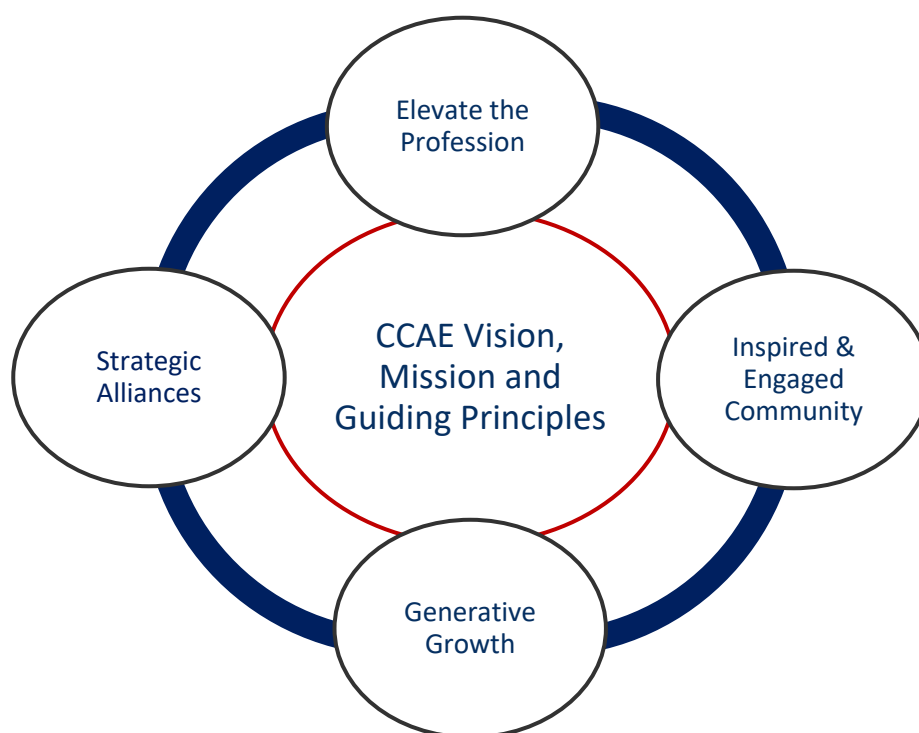 Elevate the
Profession
Strategic
Alliances
CCAE Vision,
Mission and
Guiding Principles
Inspired &
Engaged
Community
Generative
Growth